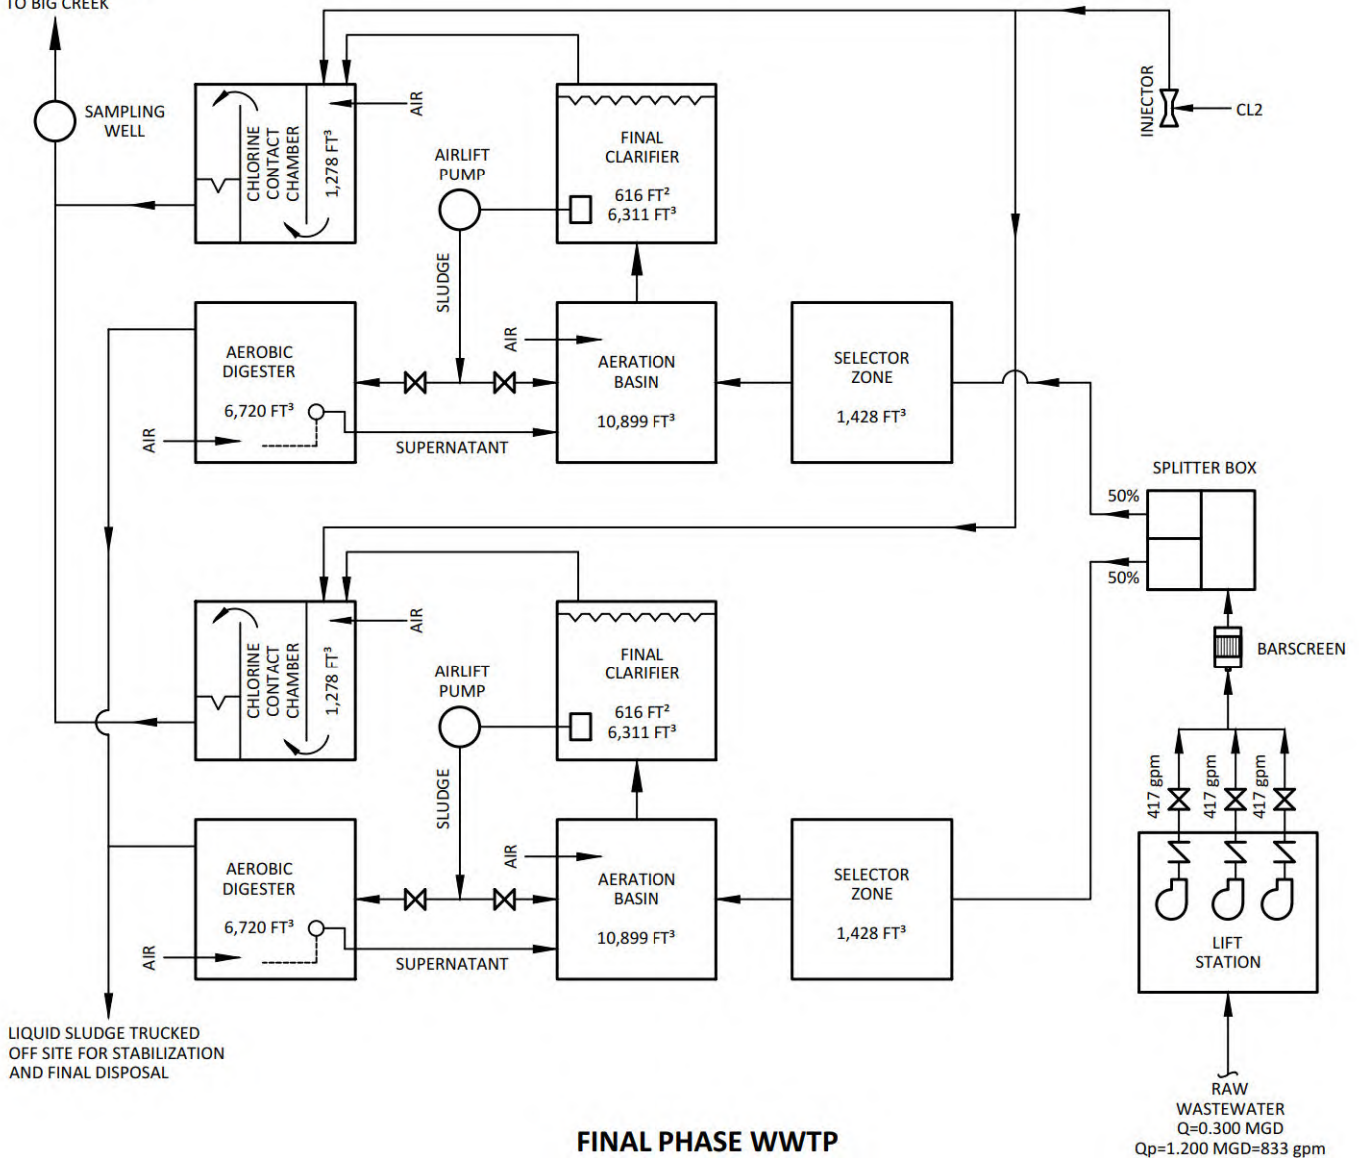 TO BIG CREEK
SAMPLING
WELL
CHLORINE
CONTACT
CHAMBER
1,278 FT³
AIR
AIRLIFT
PUMP
SLUDGE
FINAL
CLARIFIER
616 FT²
6,311 FT³
INJECTOR
CL2
AEROBIC
DIGESTER
6,720 FT³
AIR
SUPERNATANT
AIR
AERATION
BASIN
10,899 FT³
SELECTOR
ZONE
1,428 FT³
SPLITTER BOX
50%
50%
BARSCREEN
CHLORINE
CONTACT
CHAMBER
1,278 FT³
AIR
AIRLIFT
PUMP
SLUDGE
FINAL
CLARIFIER
616 FT²
6,311 FT³
417 gpm
417 gpm
417 gpm
AEROBIC
DIGESTER
6,720 FT³
AIR
SUPERNATANT
AIR
AERATION
BASIN
10,899 FT³
SELECTOR
ZONE
1,428 FT³
LIFT
STATION
LIQUID SLUDGE TRUCKED
OFF SITE FOR STABILIZATION
AND FINAL DISPOSAL
RAW
WASTEWATER
Q=0.300 MGD
Qp=1.200 MGD=833 gpm
FINAL PHASE WWTP